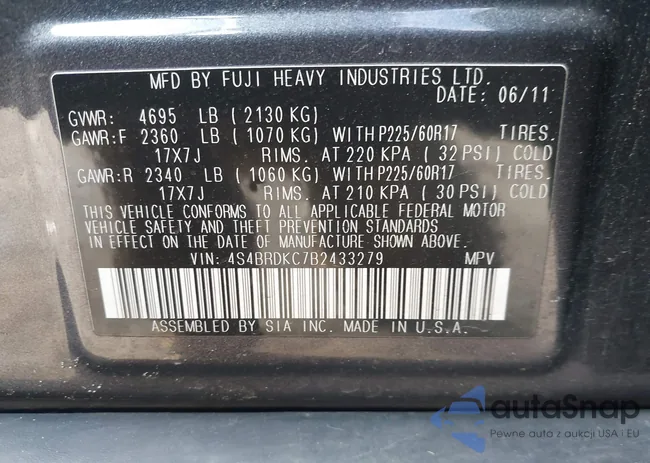 MFD BY FUJI HEAVY INDUSTRIES LTD.
DATE: 06/11
GVWR: 4695 LB (2130 KG)
GAWR:F 2360 LB (1070 KG) WITH P225/60R17 TIRES.
17X7J RIMS. AT 220 KPA (32 PSI) COLD
GAWR:R 2340 LB (1060 KG) WITH P225/60R17 TIRES.
17X7J RIMS. AT 210 KPA (30 PSI) COLD
THIS VEHICLE CONFORMS TO ALL APPLICABLE FEDERAL MOTOR
VEHICLE SAFETY AND THEFT PREVENTION STANDARDS
IN EFFECT ON THE DATE OF MANUFACTURE SHOWN ABOVE.
VIN: 4S4BRDKC7B2433279 MPV
ASSEMBLED BY SIA INC. MADE IN U.S.A.
autaSnap
Pewne auta z aukcji USA i EU